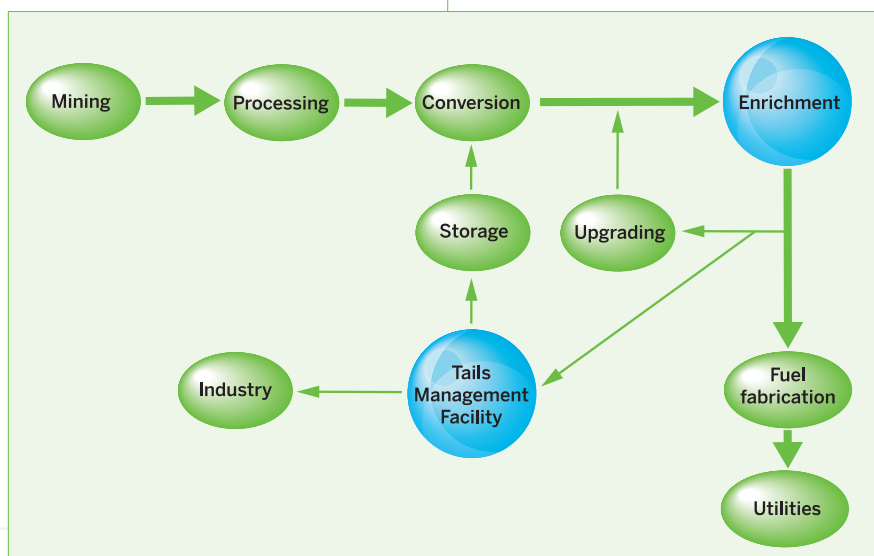 Mining
Processing
Conversion
Enrichment
Storage
Upgrading
Industry
Tails
Management
Facility
Fuel
fabrication
Utilities